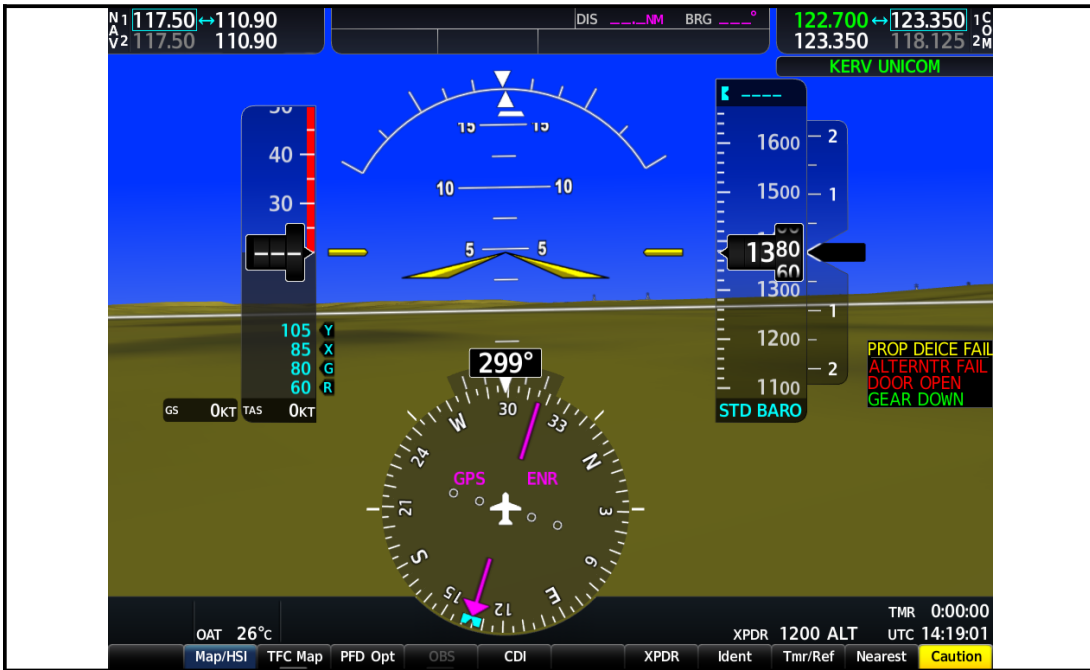 N 1 117.50 ↔ 110.90
A
V 2 117.50 110.90
DIS __._NM BRG ___°
122.700 ↔ 123.350 1 C
O
123.350 118.125 2 M
KERV UNICOM
40
30
---
105 Y
85 X
80 G
60 R
GS 0KT TAS 0KT
15 15
10 10
5 5
----
1600
1500
1380
60
1300
1200
1100
STD BARO
2
1
1
2
PROP DEICE FAIL
ALTERNTR FAIL
DOOR OPEN
GEAR DOWN
299°
30
W 33
24 N
GPS ENR
21 3
S 6
15 12 E
OAT 26°C
TMR 0:00:00
XPDR 1200 ALT UTC 14:19:01
Map/HSI TFC Map PFD Opt OBS CDI XPDR Ident Tmr/Ref Nearest Caution